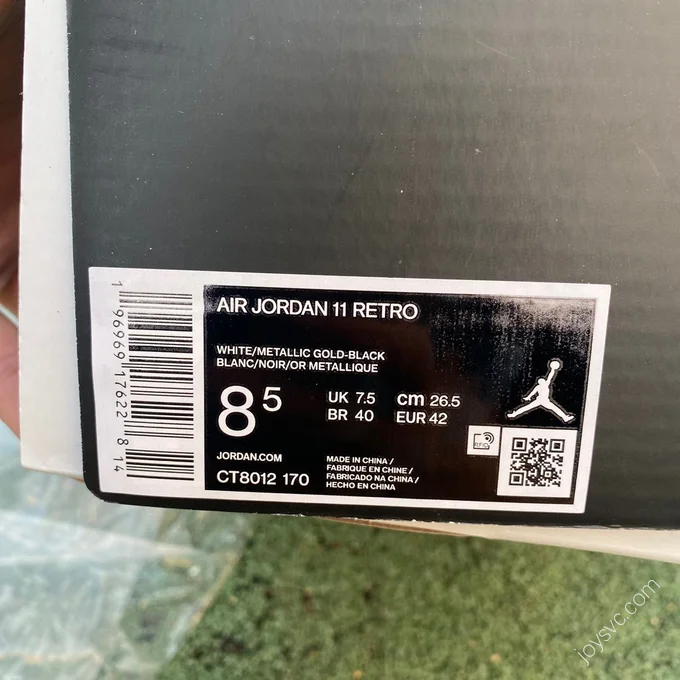 1 96969 17622 8 14
AIR JORDAN 11 RETRO
WHITE/METALLIC GOLD-BLACK
BLANC/NOIR/OR METALLIQUE
8 5
UK 7.5 cm 26.5
BR 40 EUR 42
JORDAN.COM
CT8012 170
MADE IN CHINA /
FABRIQUE EN CHINE /
FABRICADO NA CHINA /
HECHO EN CHINA
joysvc.com